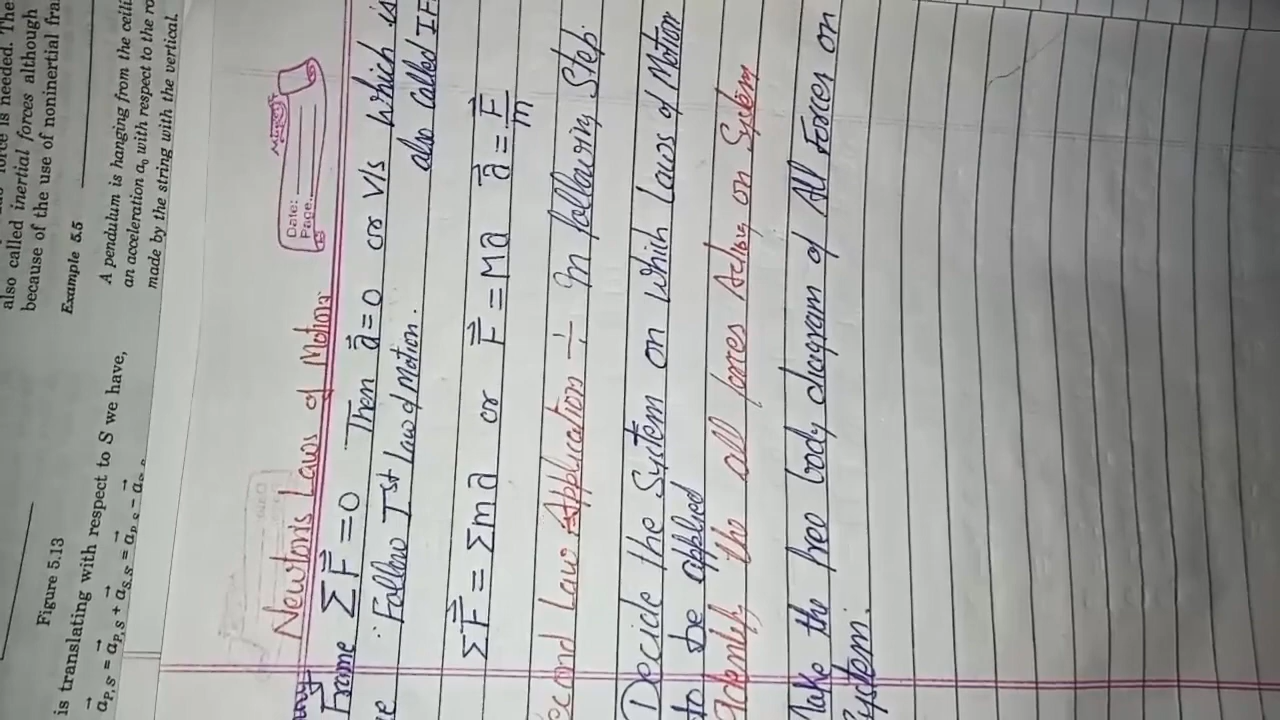 also called inertial forces although
because of the use of noninertial fra
Example 5.5
A pendulum is hanging from the ceili
an acceleration a₀ with respect to the ro
made by the string with the vertical.
Figure 5.13
is translating with respect to S we have,
Date:
Page
Newton's Laws of Motion
Frame ΣF⃗ = 0 Then a⃗ = 0 or V/s Which is
∴ Follow Ist Law of Motion. also called IF
ΣF⃗ = Σma⃗ or F⃗ = Ma⃗ a⃗ = F⃗/m
econd Law Application ÷ In following Step.
Decide the System on which Laws of Motion
to be applied
Idenlefy the all forces Acting on System
Make the free body diagram of All Forces on
System.